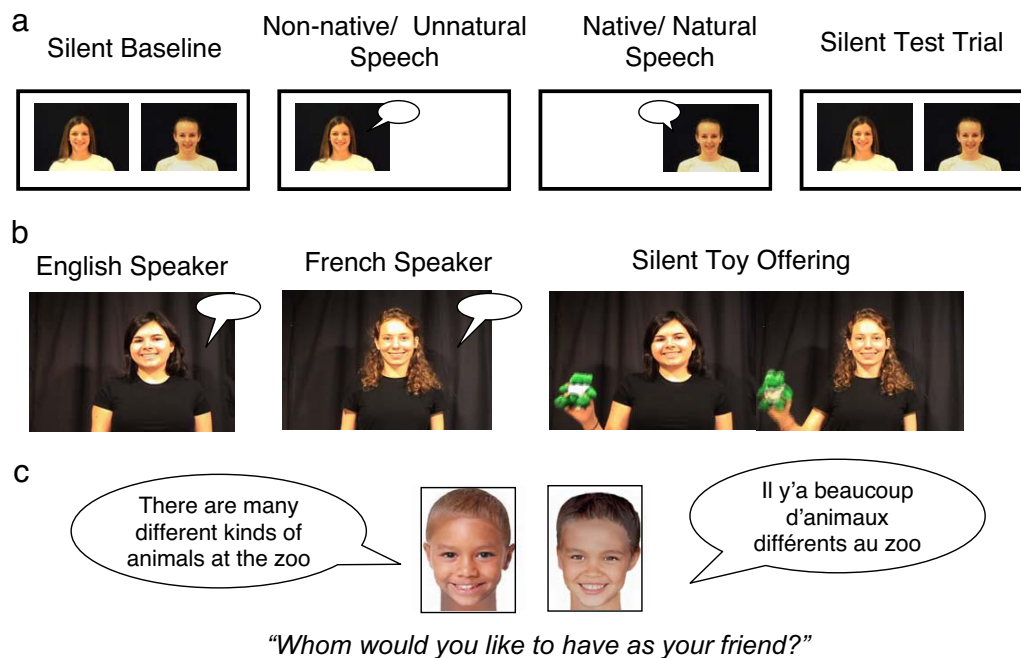 a
Silent Baseline
Non-native/ Unnatural
Speech
Native/ Natural
Speech
Silent Test Trial
b
English Speaker
French Speaker
Silent Toy Offering
c
There are many
different kinds of
animals at the zoo
Il y'a beaucoup
d'animaux
différents au zoo
"Whom would you like to have as your friend?"